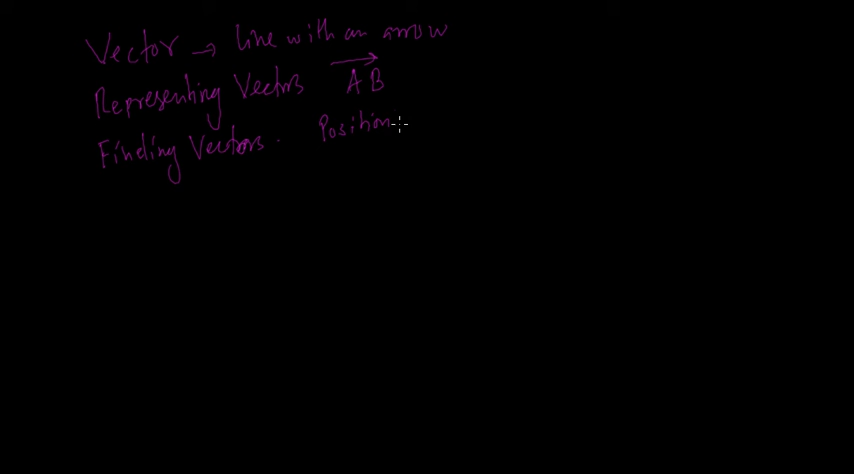 Vector → Line with an arrow
Representing Vectors AB
Finding Vectors. Position